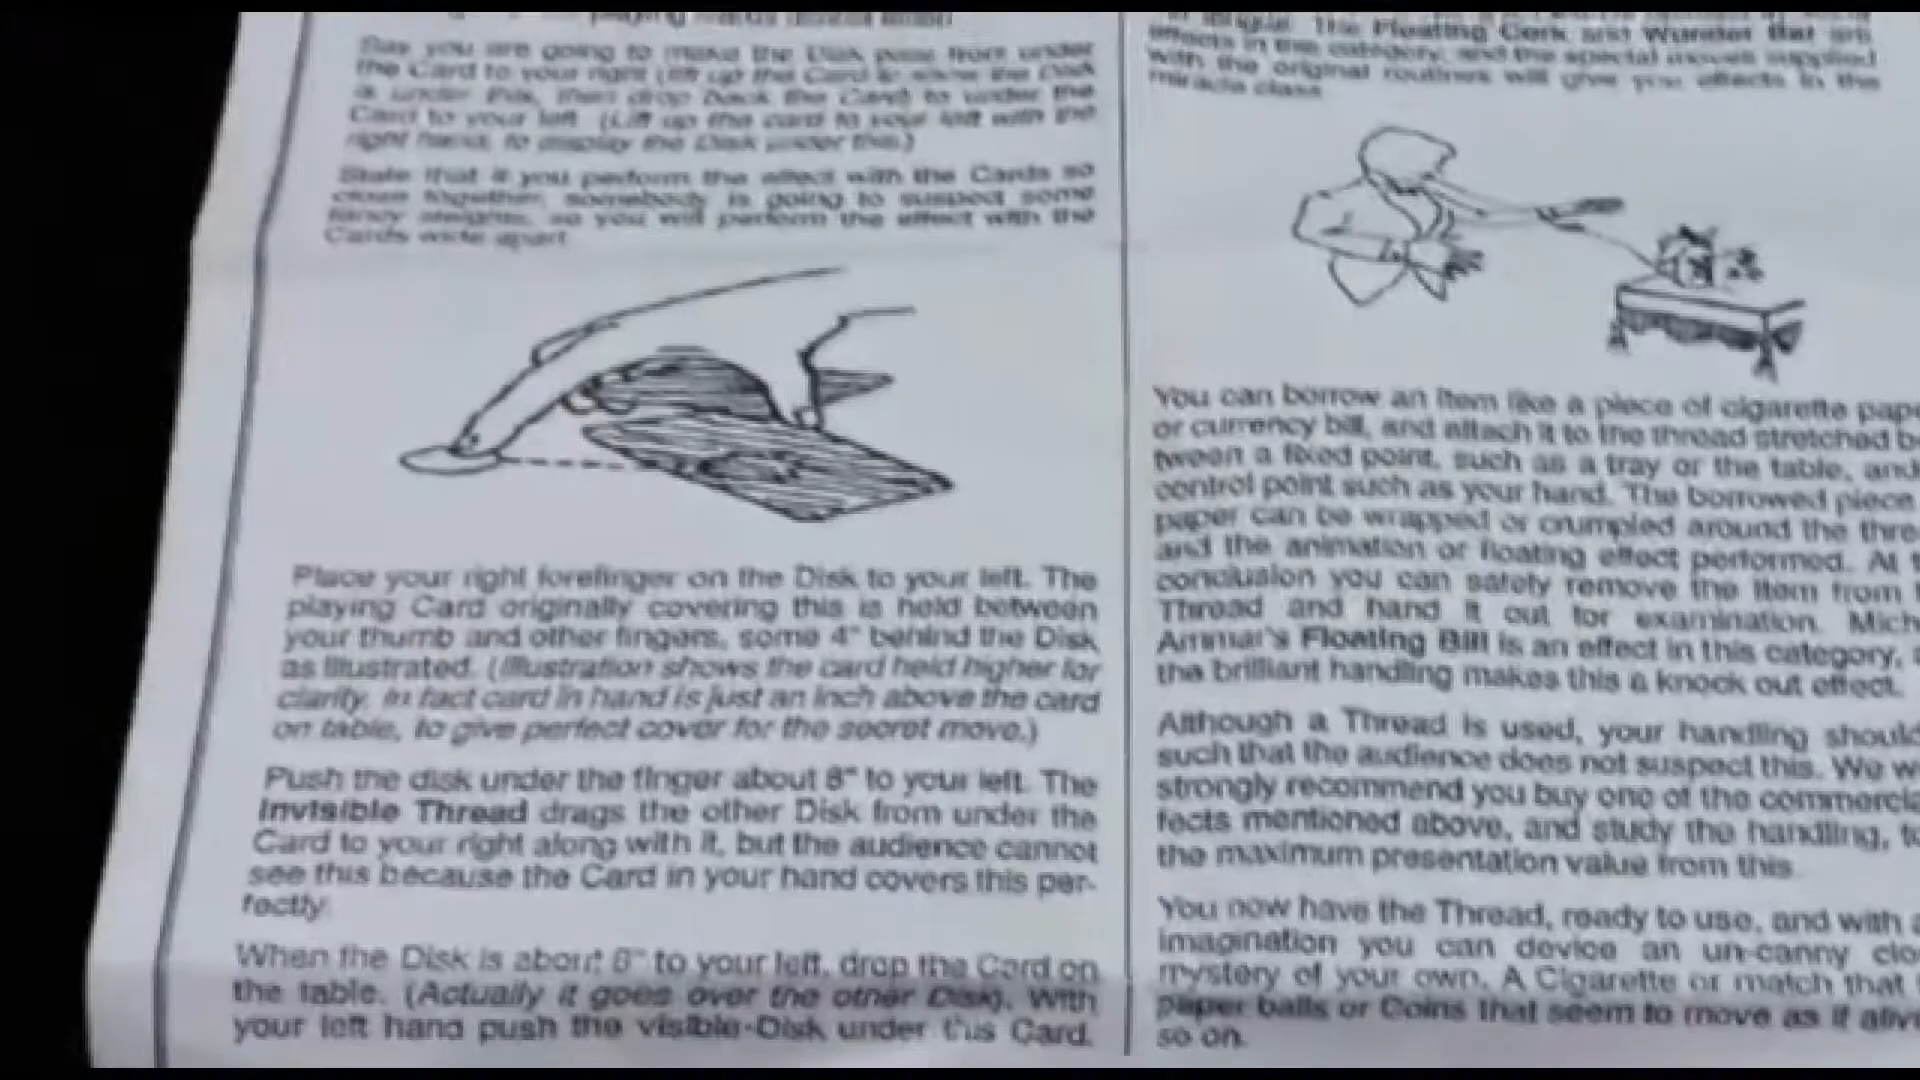 Say you are going to make the Disk pass from under
the Card to your right (lift up the Card to show the Disk
is under this, then drop back the Card) to under the
Card to your left. (Lift up the card to your left with the
right hand, to display the Disk under this.)
State that if you perform the effect with the Cards so
close together, somebody is going to suspect some
fancy sleights, so you will perform the effect with the
Cards wide apart.
Place your right forefinger on the Disk to your left. The
playing Card originally covering this is held between
your thumb and other fingers, some 4" behind the Disk
as illustrated. (Illustration shows the card held higher for
clarity, in fact card in hand is just an inch above the card
on table, to give perfect cover for the secret move.)
Push the disk under the finger about 8" to your left. The
Invisible Thread drags the other Disk from under the
Card to your right along with it, but the audience cannot
see this because the Card in your hand covers this per-
fectly.
When the Disk is about 8" to your left, drop the Card on
the table. (Actually it goes over the other Disk). With
your left hand push the visible-Disk under this Card.
The Floating Cork and Wunder Bar are
effects in this category, and the special moves supplied
with the original routines will give you effects in the
miracle class.
You can borrow an item like a piece of cigarette pap
or currency bill, and attach it to the thread stretched b
tween a fixed point, such as a tray or the table, and
control point such as your hand. The borrowed piece
paper can be wrapped or crumpled around the thre
and the animation or floating effect performed. At t
conclusion you can safely remove the item from
Thread and hand it out for examination. Mich
Ammar's Floating Bill is an effect in this category,
the brilliant handling makes this a knock out effect.
Although a Thread is used, your handling should
such that the audience does not suspect this. We w
strongly recommend you buy one of the commercia
fects mentioned above, and study the handling, to
the maximum presentation value from this.
You now have the Thread, ready to use, and with a
imagination you can device an un-canny clo
mystery of your own. A Cigarette or match that
paper balls or Coins that seem to move as if aliv
so on.